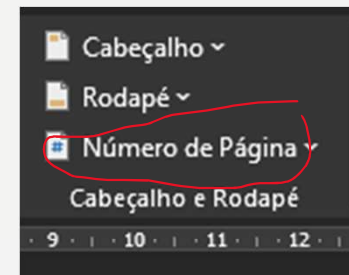 Cabeçalho
Rodapé
# Número de Página
Cabeçalho e Rodapé
9 10 11 12